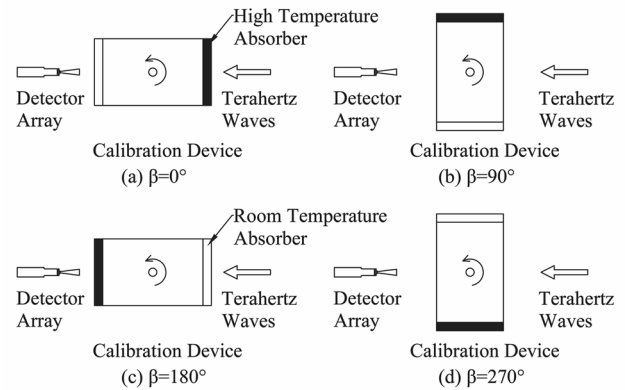 High Temperature
Absorber
Detector
Array
Terahertz
Waves
Calibration Device
(a) β=0°
Detector
Array
Terahertz
Waves
Calibration Device
(b) β=90°
Room Temperature
Absorber
Detector
Array
Terahertz
Waves
Calibration Device
(c) β=180°
Detector
Array
Terahertz
Waves
Calibration Device
(d) β=270°